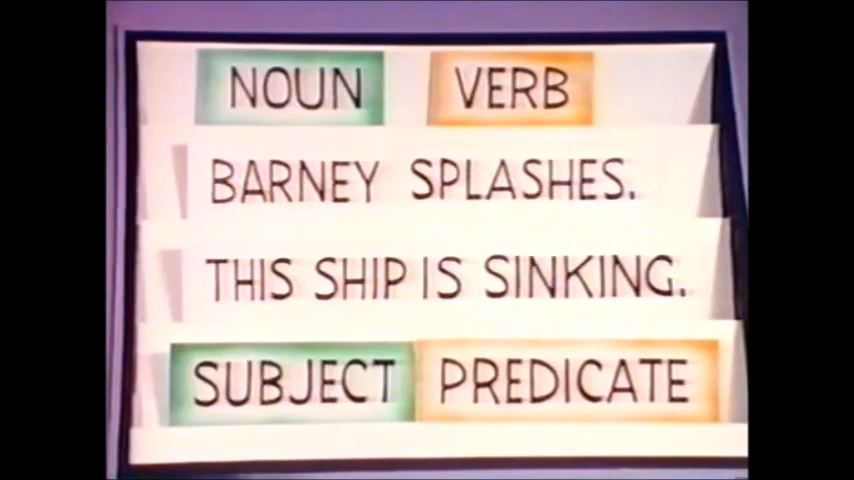 NOUN VERB
BARNEY SPLASHES.
THIS SHIP IS SINKING.
SUBJECT PREDICATE